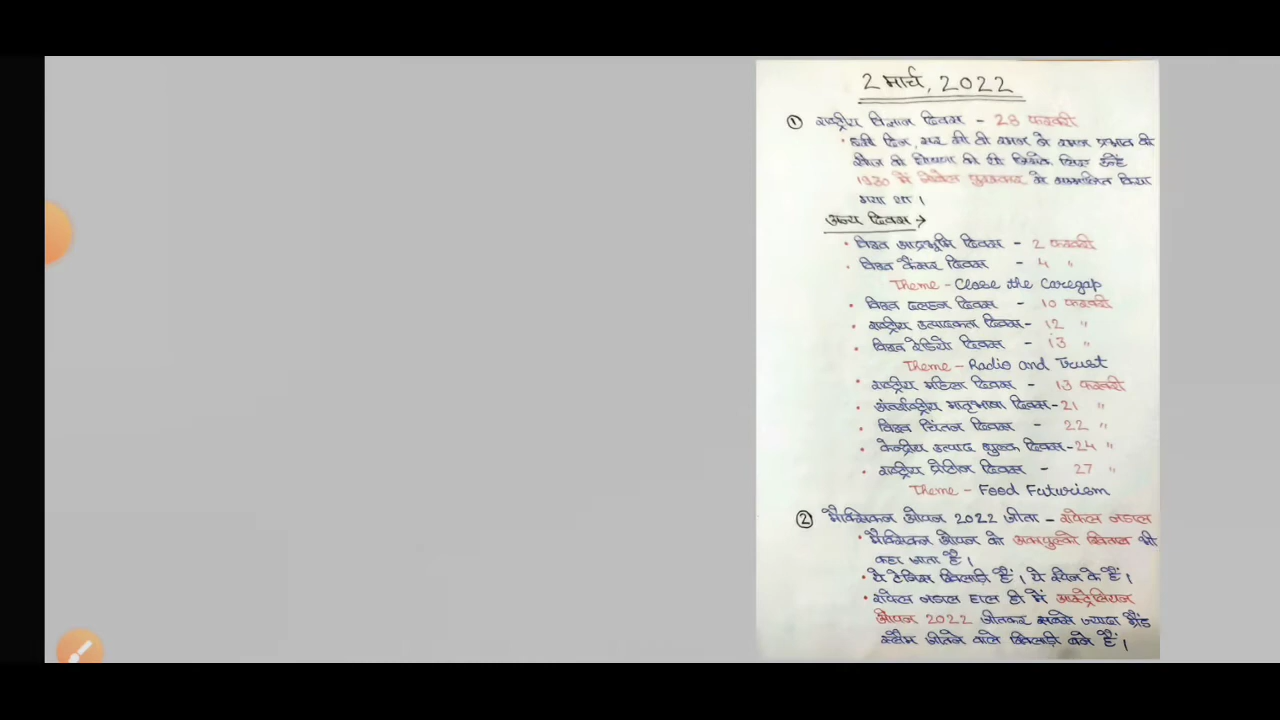 2 मार्च, 2022
① राष्ट्रीय विज्ञान दिवस - 28 फरवरी
• इसी दिन, सर सी वी रमन ने रमन प्रभाव की
खोज की घोषणा की थी जिसके लिए उन्हें
1930 में नोबेल पुरस्कार से सम्मानित किया
गया था।
अन्य दिवस →
• विश्व आद्रभूमि दिवस - 2 फरवरी
• विश्व कैंसर दिवस - 4 "
Theme - Close the Caregap
• विश्व दलहन दिवस - 10 फरवरी
• राष्ट्रीय उत्पादकता दिवस - 12 "
• विश्व रेडियो दिवस - 13 "
Theme - Radio and Trust
• राष्ट्रीय महिला दिवस - 13 फरवरी
• अंतर्राष्ट्रीय मातृभाषा दिवस - 21 "
• विश्व चिंतन दिवस - 22 "
• केन्द्रीय उत्पाद शुल्क दिवस - 24 "
• राष्ट्रीय प्रोटीन दिवस - 27 "
Theme - Food Futurism
② मैक्सिकन ओपन 2022 जीता - राफेल नडाल
• मैक्सिकन ओपन को अकापुल्को खिताब भी
कहा जाता है।
• ये टेनिस खिलाड़ी हैं। ये स्पेन के हैं।
• राफेल नडाल हाल ही में आस्ट्रेलियन
ओपन 2022 जीतकर सबसे ज्यादा ग्रैंड
स्लैम जीतने वाले खिलाड़ी बने हैं।